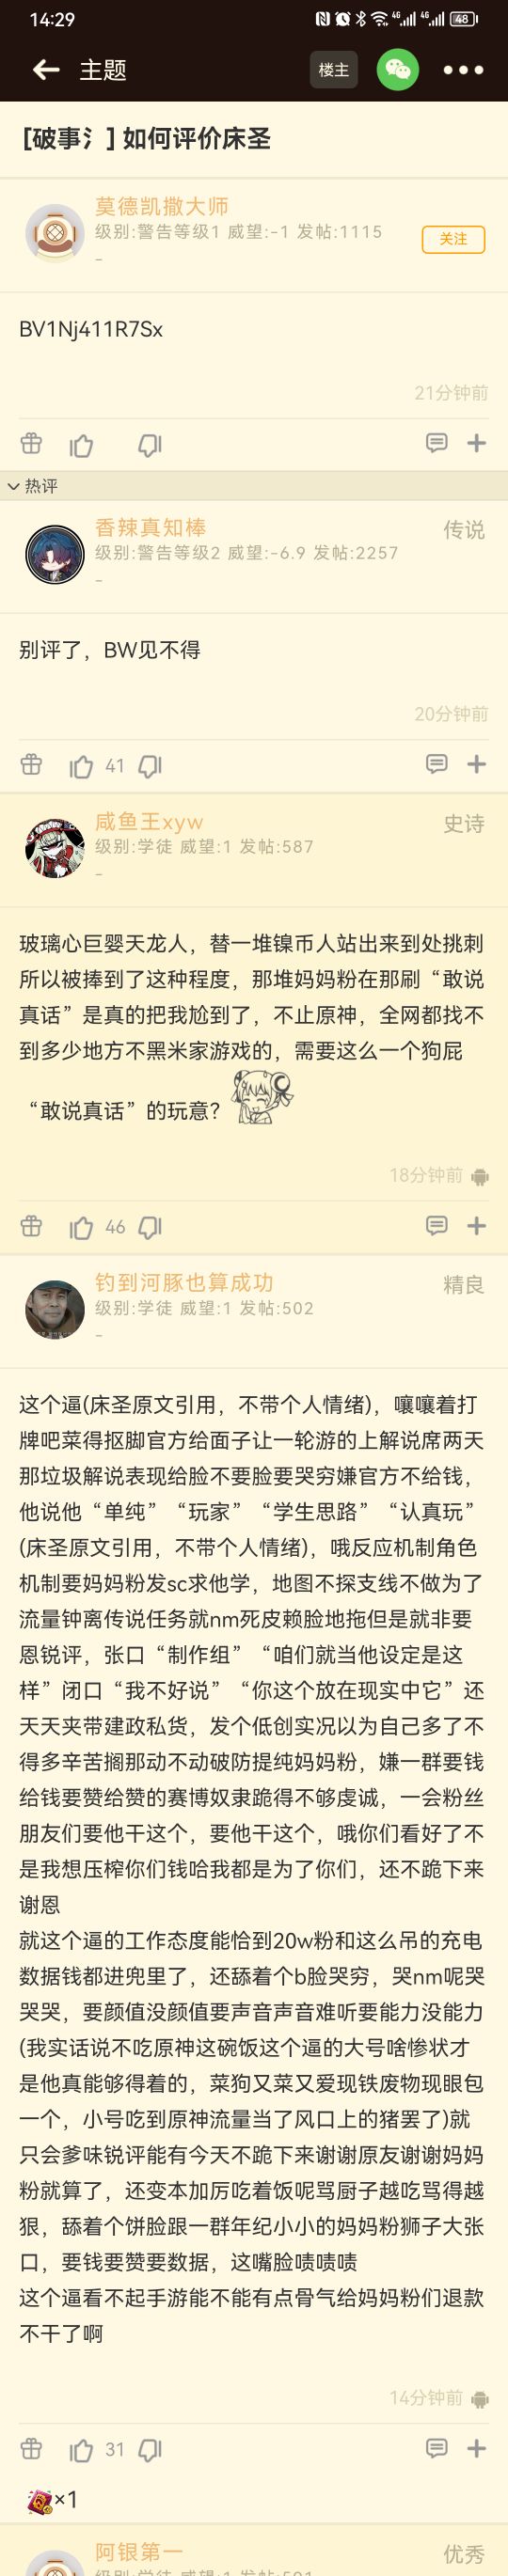 14:29
4G 4G 48
主题
楼主
[破事氵] 如何评价床圣
莫德凯撒大师
级别:警告等级1 威望:-1 发帖:1115
关注
-
BV1Nj411R7Sx
21分钟前
热评
香辣真知棒
传说
级别:警告等级2 威望:-6.9 发帖:2257
-
别评了，BW见不得
20分钟前
41
咸鱼王xyw
史诗
级别:学徒 威望:1 发帖:587
-
玻璃心巨婴天龙人，替一堆镍币人站出来到处挑刺
所以被捧到了这种程度，那堆妈妈粉在那刷“敢说
真话”是真的把我尬到了，不止原神，全网都找不
到多少地方不黑米家游戏的，需要这么一个狗屁
“敢说真话”的玩意？
18分钟前
46
钓到河豚也算成功
精良
级别:学徒 威望:1 发帖:502
-
这个逼(床圣原文引用，不带个人情绪)，嚷嚷着打
牌吧菜得抠脚官方给面子让一轮游的上解说席两天
那垃圾解说表现给脸不要脸要哭穷嫌官方不给钱，
他说他“单纯”“玩家”“学生思路”“认真玩”
(床圣原文引用，不带个人情绪)，哦反应机制角色
机制要妈妈粉发sc求他学，地图不探支线不做为了
流量钟离传说任务就nm死皮赖脸地拖但是就非要
恩锐评，张口“制作组”“咱们就当他设定是这
样”闭口“我不好说”“你这个放在现实中它”还
天天夹带建政私货，发个低创实况以为自己多了不
得多辛苦搁那动不动破防提纯妈妈粉，嫌一群要钱
给钱要赞给赞的赛博奴隶跪得不够虔诚，一会粉丝
朋友们要他干这个，要他干这个，哦你们看好了不
是我想压榨你们钱哈我都是为了你们，还不跪下来
谢恩
就这个逼的工作态度能恰到20w粉和这么吊的充电
数据钱都进兜里了，还舔着个b脸哭穷，哭nm呢哭
哭哭，要颜值没颜值要声音声音难听要能力没能力
(我实话说不吃原神这碗饭这个逼的大号啥惨状才
是他真能够得着的，菜狗又菜又爱现铁废物现眼包
一个，小号吃到原神流量当了风口上的猪罢了)就
只会爹味锐评能有今天不跪下来谢谢原友谢谢妈妈
粉就算了，还变本加厉吃着饭呢骂厨子越吃骂得越
狠，舔着个饼脸跟一群年纪小小的妈妈粉狮子大张
口，要钱要赞要数据，这嘴脸啧啧啧
这个逼看不起手游能不能有点骨气给妈妈粉们退款
不干了啊
14分钟前
31
×1
阿银第一
优秀